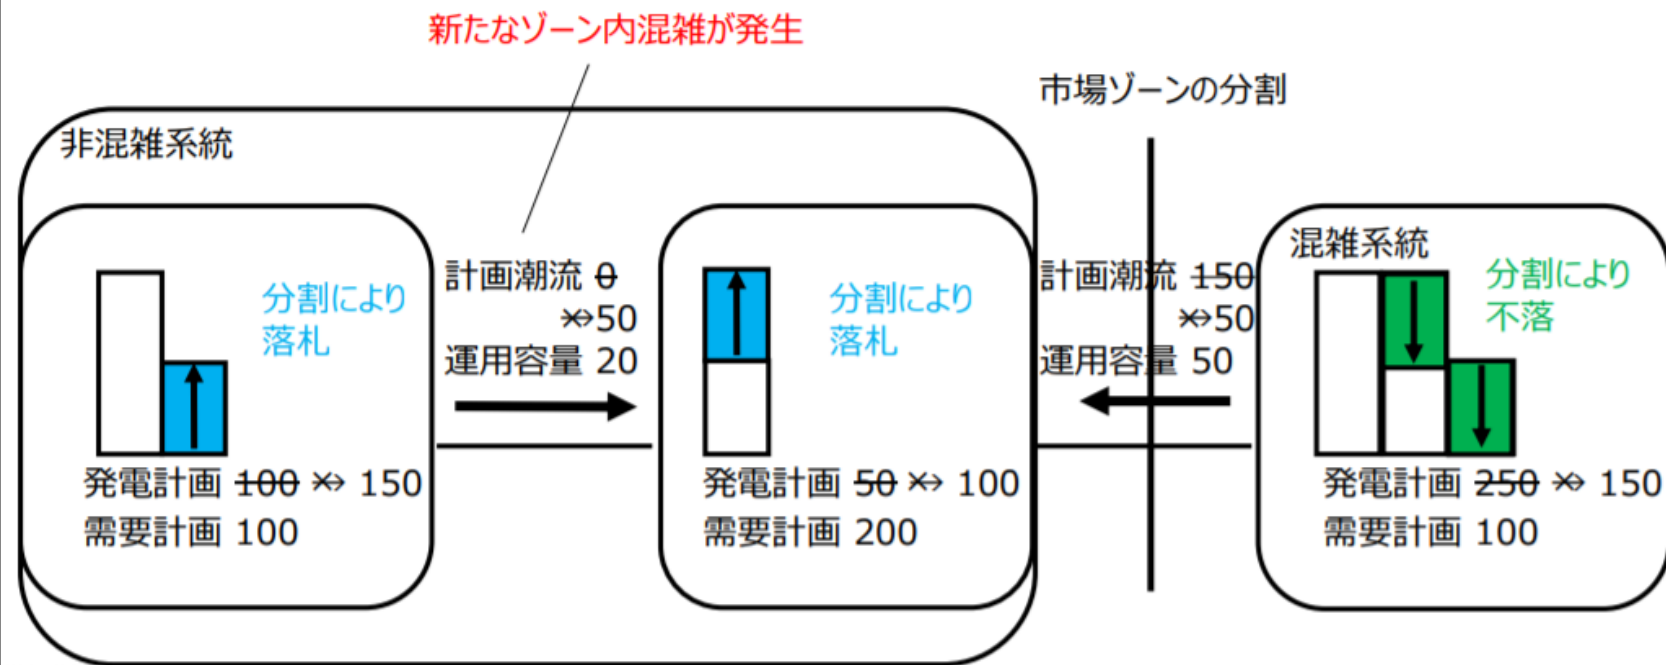 新たなゾーン内混雑が発生
市場ゾーンの分割
非混雑系統
分割により
落札
発電計画 100 ⇏ 150
需要計画 100
計画潮流 0
⇏50
運用容量 20
分割により
落札
発電計画 50 ⇏ 100
需要計画 200
計画潮流 150
⇏50
運用容量 50
混雑系統
分割により
不落
発電計画 250 ⇏ 150
需要計画 100